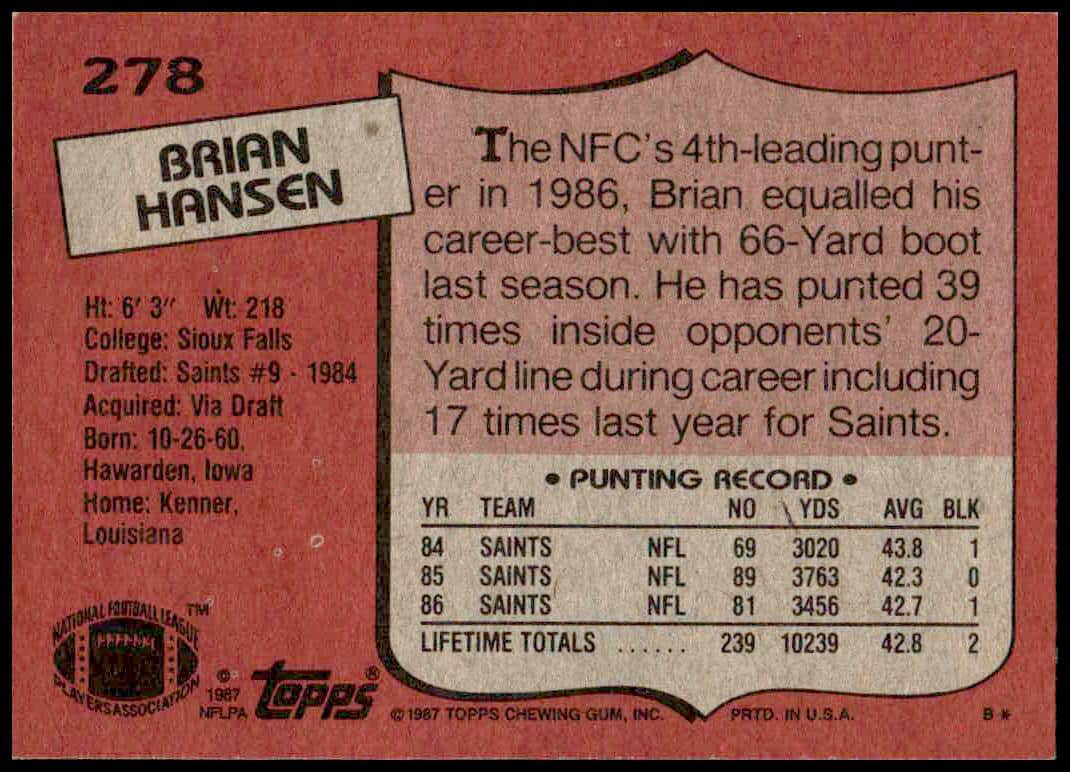 278
BRIAN
HANSEN
The NFC's 4th-leading punt-
er in 1986, Brian equalled his
career-best with 66-Yard boot
last season. He has punted 39
times inside opponents' 20-
Yard line during career including
17 times last year for Saints.
Ht: 6' 3" Wt: 218
College: Sioux Falls
Drafted: Saints #9 - 1984
Acquired: Via Draft
Born: 10-26-60,
Hawarden, Iowa
Home: Kenner,
Louisiana
• PUNTING RECORD •
YR TEAM NO YDS AVG BLK
84 SAINTS NFL 69 3020 43.8 1
85 SAINTS NFL 89 3763 42.3 0
86 SAINTS NFL 81 3456 42.7 1
LIFETIME TOTALS ...... 239 10239 42.8 2
NATIONAL FOOTBALL LEAGUE ™
PLAYERS ASSOCIATION
© 1987 NFLPA
topps®
©1987 TOPPS CHEWING GUM, INC. PRTD. IN U.S.A. B*